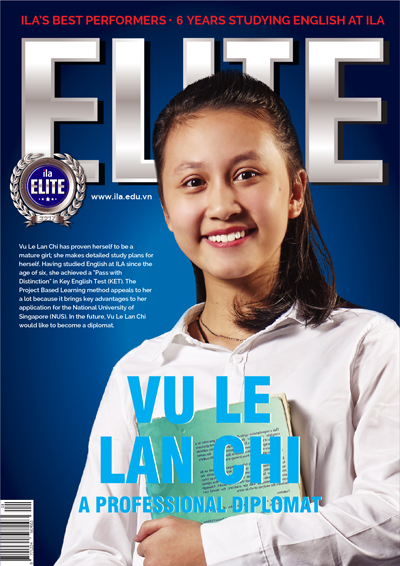 ILA'S BEST PERFORMERS • 6 YEARS STUDYING ENGLISH AT ILA
ELITE
ila
ELITE
2017
www.ila.edu.vn
Vu Le Lan Chi has proven herself to be a
mature girl; she makes detailed study plans for
herself. Having studied English at ILA since the
age of six, she achieved a "Pass with
Distinction" in Key English Test (KET). The
Project Based Learning method appeals to her
a lot because it brings key advantages to her
application for the National University of
Singapore (NUS). In the future, Vu Le Lan Chi
would like to become a diplomat.
VU LE
LAN CHI
A PROFESSIONAL DIPLOMAT